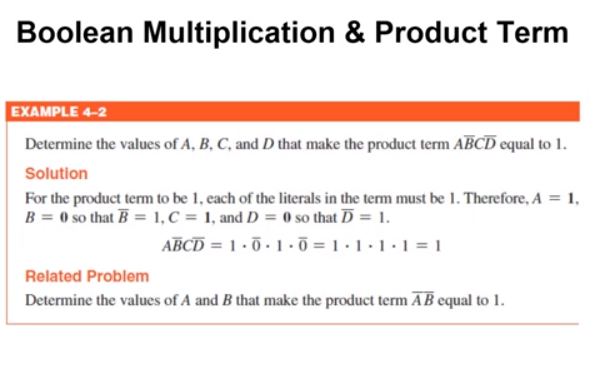 Boolean Multiplication & Product Term
EXAMPLE 4–2
Determine the values of A, B, C, and D that make the product term AB̅CD̅ equal to 1.
Solution
For the product term to be 1, each of the literals in the term must be 1. Therefore, A = 1,
B = 0 so that B̅ = 1, C = 1, and D = 0 so that D̅ = 1.
AB̅CD̅ = 1 · 0̅ · 1 · 0̅ = 1 · 1 · 1 · 1 = 1
Related Problem
Determine the values of A and B that make the product term A̅ B̅ equal to 1.